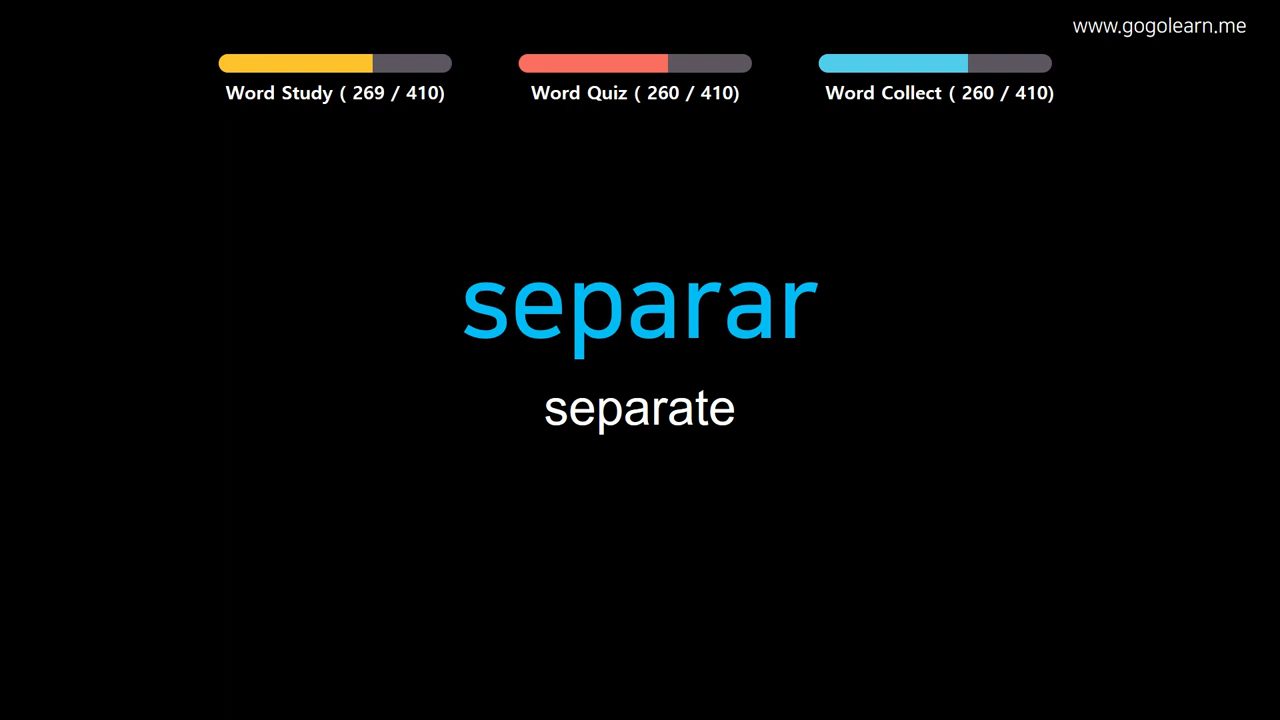 www.gogolearn.me
Word Study ( 269 / 410)
Word Quiz ( 260 / 410)
Word Collect ( 260 / 410)
separar
separate